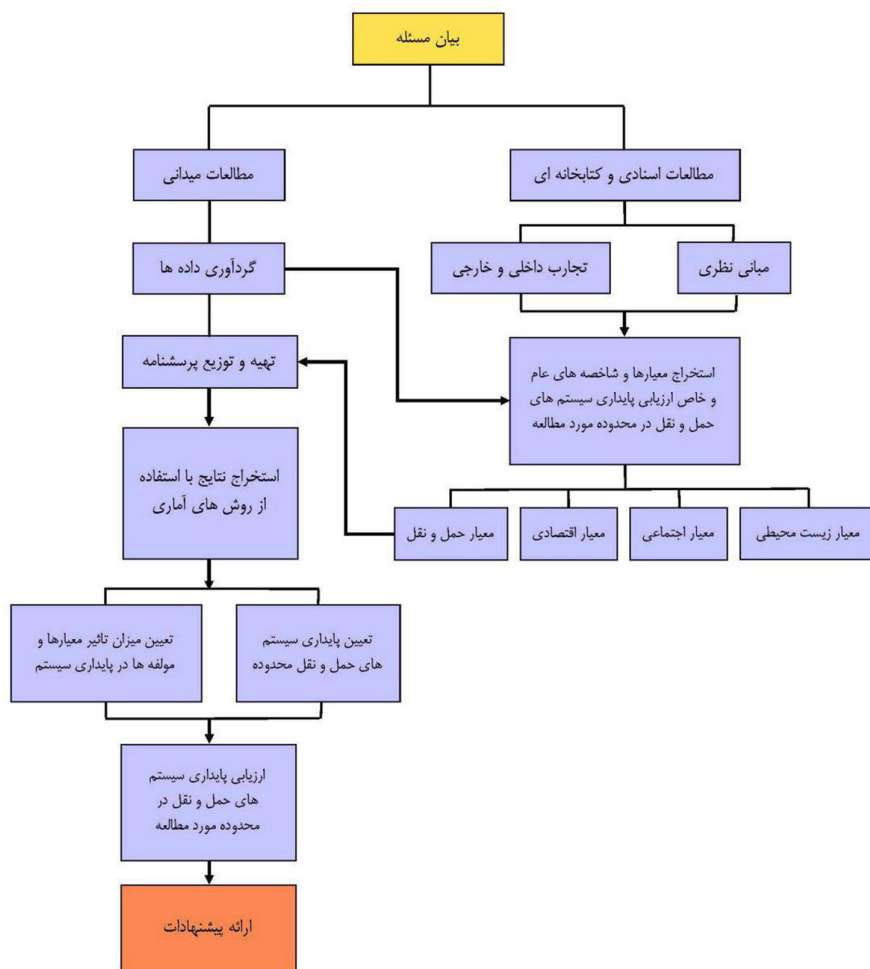 بیان مسئله
مطالعات اسنادی و کتابخانه ای
مطالعات میدانی
مبانی نظری
تجارب داخلی و خارجی
گردآوری داده ها
استخراج معیارها و شاخصه های عام
و خاص ارزیابی پایداری سیستم های
حمل و نقل در محدوده مورد مطالعه
تهیه و توزیع پرسشنامه
معیار زیست محیطی
معیار اجتماعی
معیار اقتصادی
معیار حمل و نقل
استخراج نتایج با استفاده
از روش های آماری
تعیین پایداری سیستم
های حمل و نقل محدوده
تعیین میزان تاثیر معیارها و
مولفه ها در پایداری سیستم
ارزیابی پایداری سیستم
های حمل و نقل در
محدوده مورد مطالعه
ارائه پیشنهادات